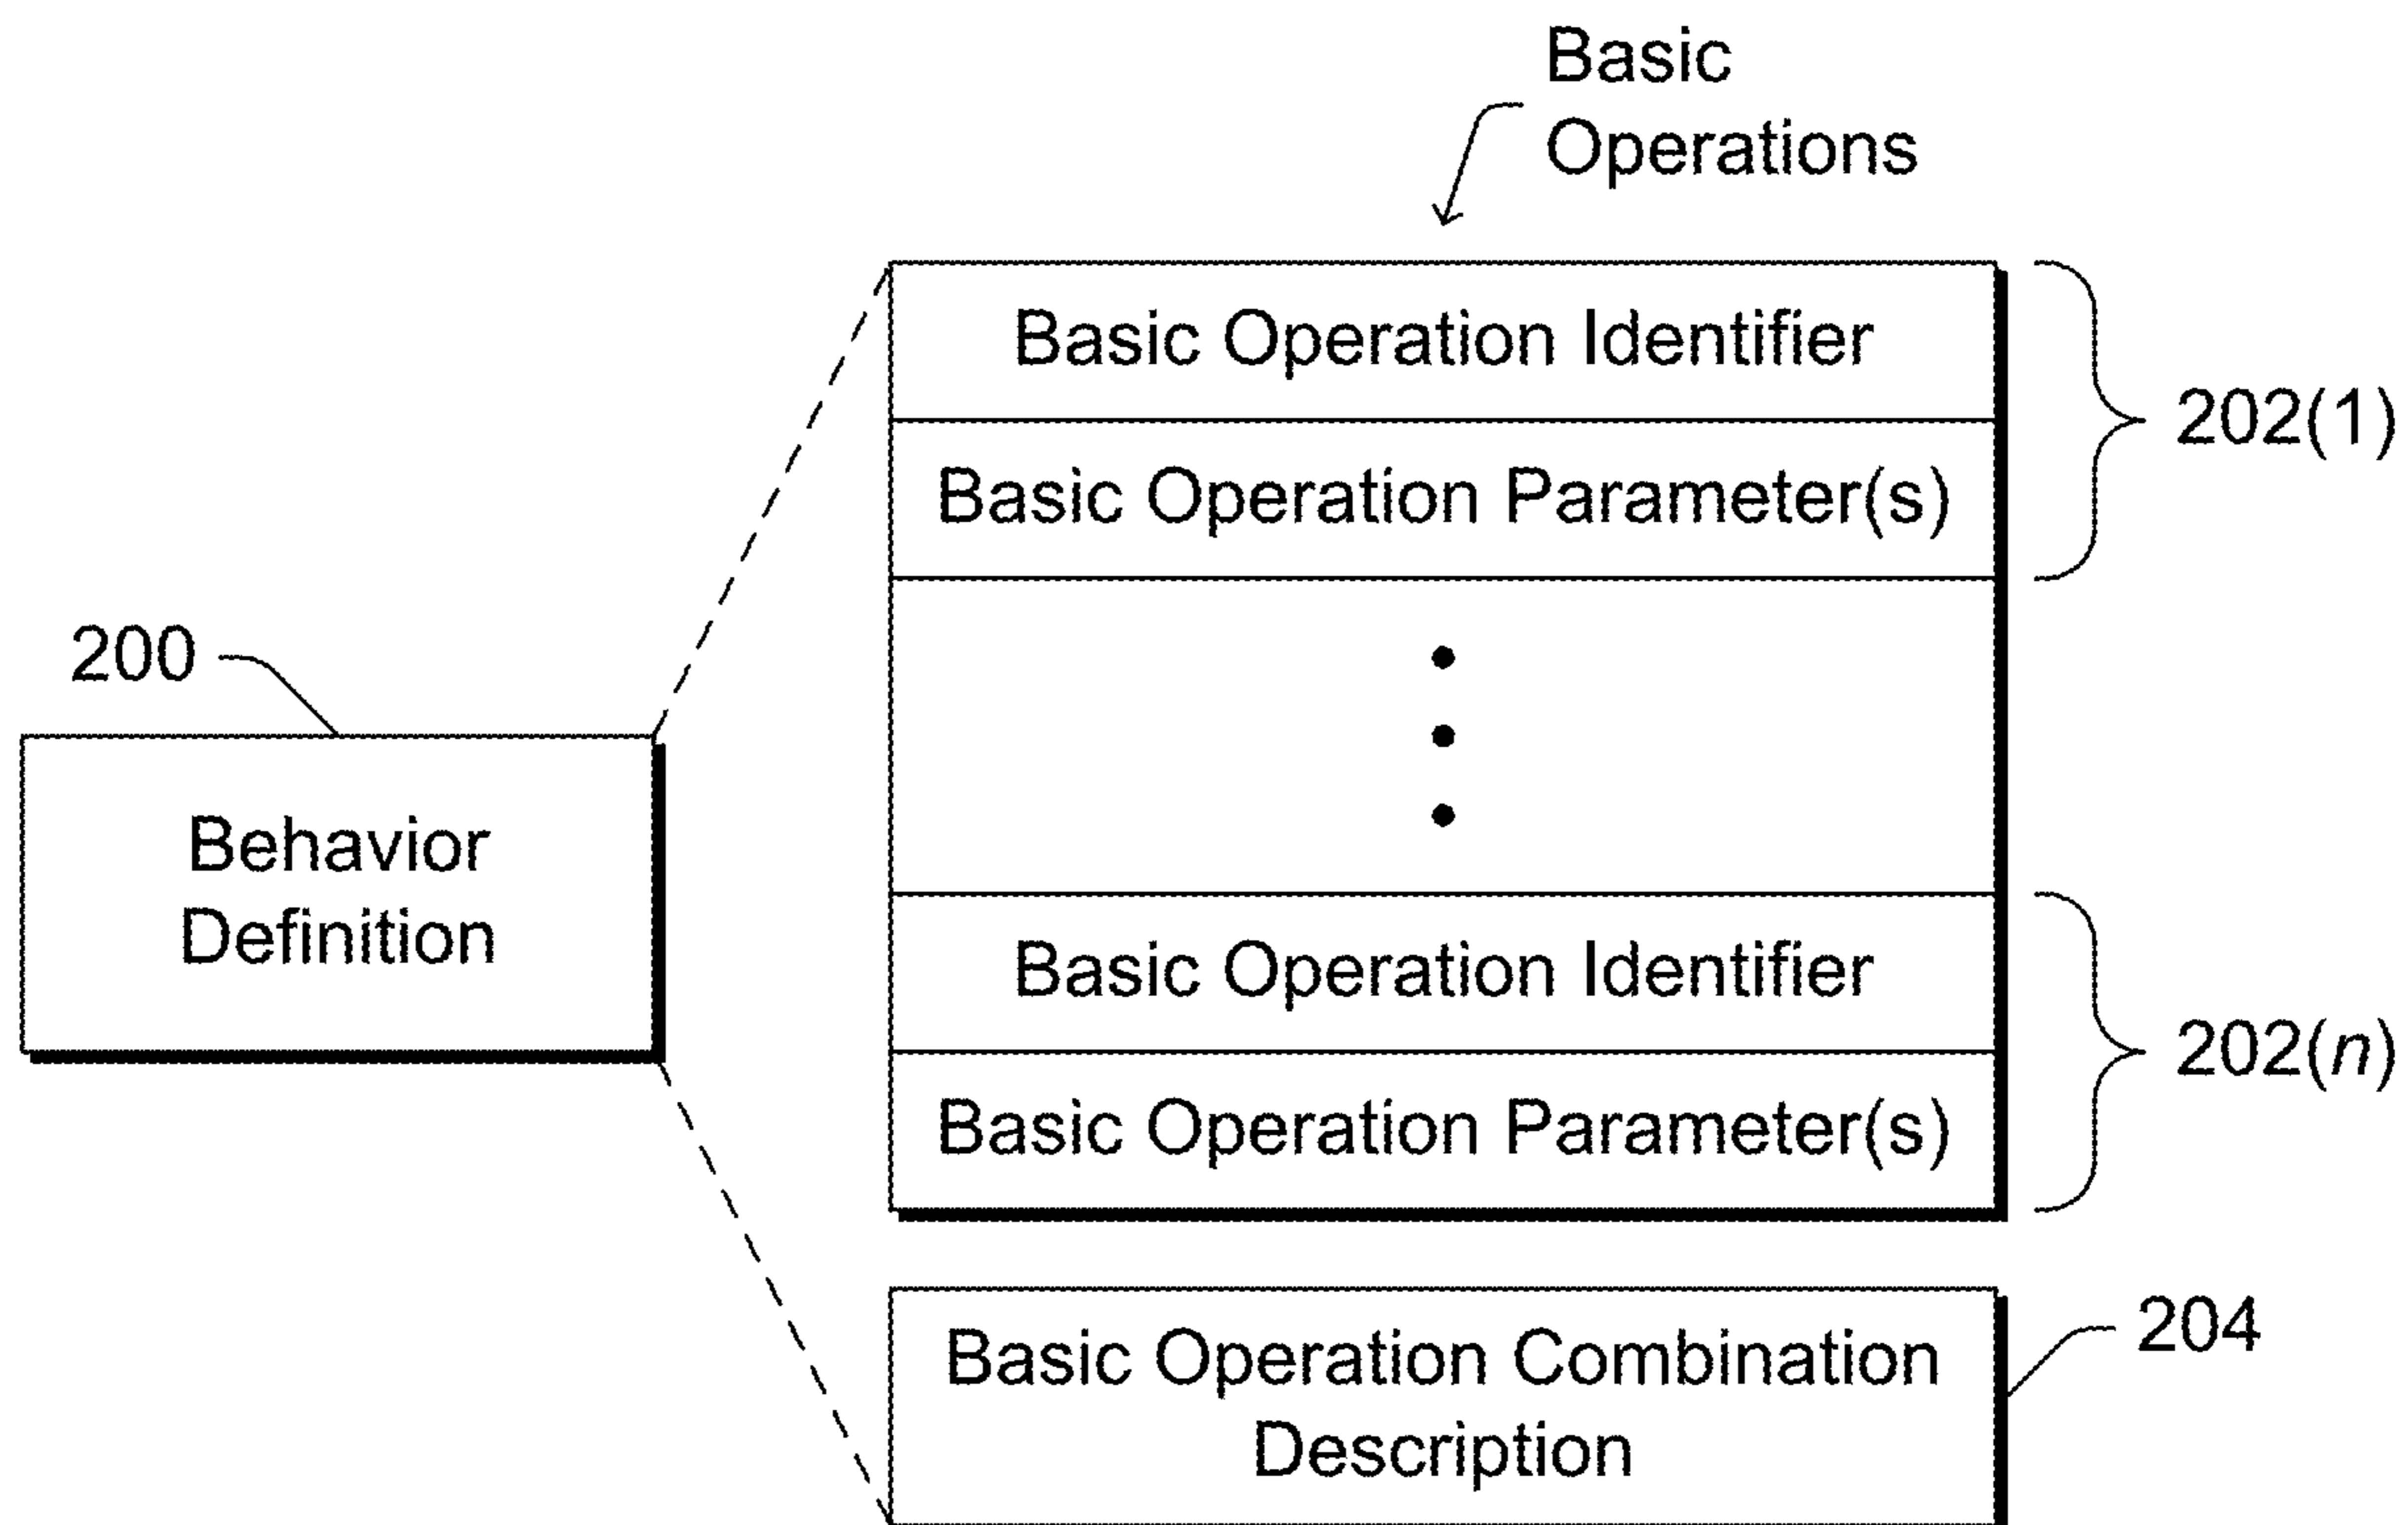 Basic
Operations
Basic Operation Identifier
202(1)
Basic Operation Parameter(s)
200
Behavior
Definition
Basic Operation Identifier
202(n)
Basic Operation Parameter(s)
Basic Operation Combination
Description
204